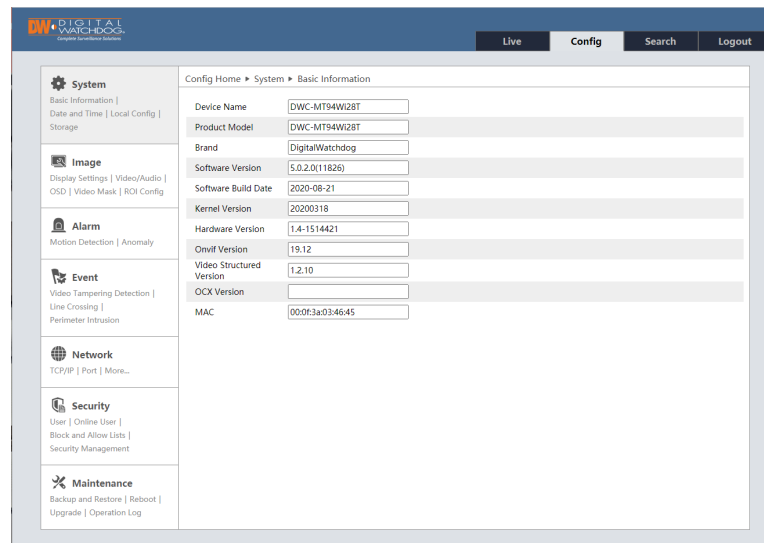 DW DIGITAL
WATCHDOG®
Complete Surveillance Solutions
Live
Config
Search
Logout
System
Basic Information |
Date and Time | Local Config |
Storage
Image
Display Settings | Video/Audio |
OSD | Video Mask | ROI Config
Alarm
Motion Detection | Anomaly
Event
Video Tampering Detection |
Line Crossing |
Perimeter Intrusion
Network
TCP/IP | Port | More...
Security
User | Online User |
Block and Allow Lists |
Security Management
Maintenance
Backup and Restore | Reboot |
Upgrade | Operation Log
Config Home ▶ System ▶ Basic Information
Device Name DWC-MT94Wi28T
Product Model DWC-MT94Wi28T
Brand DigitalWatchdog
Software Version 5.0.2.0(11826)
Software Build Date 2020-08-21
Kernel Version 20200318
Hardware Version 1.4-1514421
Onvif Version 19.12
Video Structured
Version 1.2.10
OCX Version
MAC 00:0f:3a:03:46:45